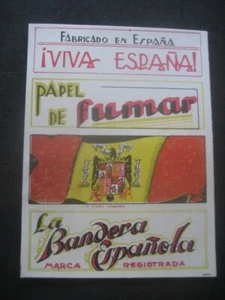 FABRICADO EN ESPAÑA
¡VIVA ESPAÑA!
PAPEL
DE fumar
La
Bandera
Española
MARCA REGISTRADA